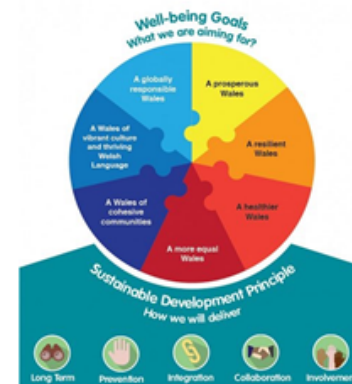 Well-being Goals
What we are aiming for?
A globally
responsible
Wales
A prosperous
Wales
A resilient
Wales
A healthier
Wales
A more equal
Wales
A Wales of
cohesive
communities
A Wales of
vibrant culture
and thriving
Welsh
Language
Sustainable Development Principle
How we will deliver
Long Term
Prevention
Integration
Collaboration
Involvemen